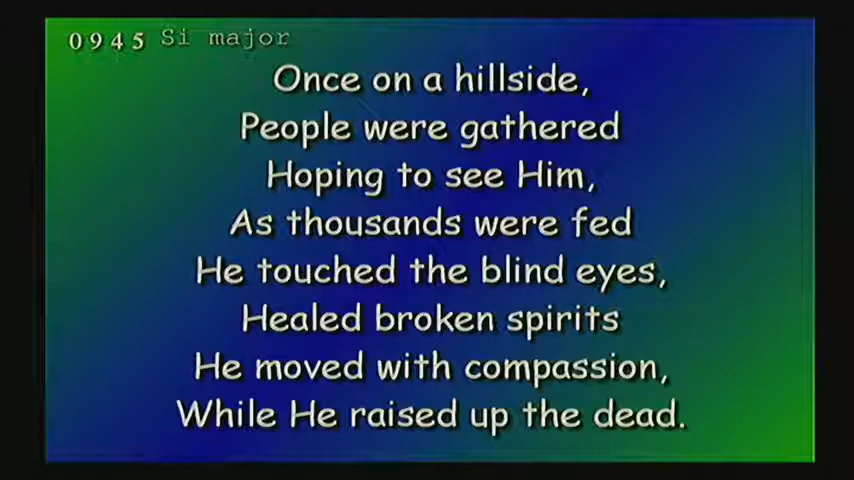 0945 Si major
Once on a hillside,
People were gathered
Hoping to see Him,
As thousands were fed
He touched the blind eyes,
Healed broken spirits
He moved with compassion,
While He raised up the dead.